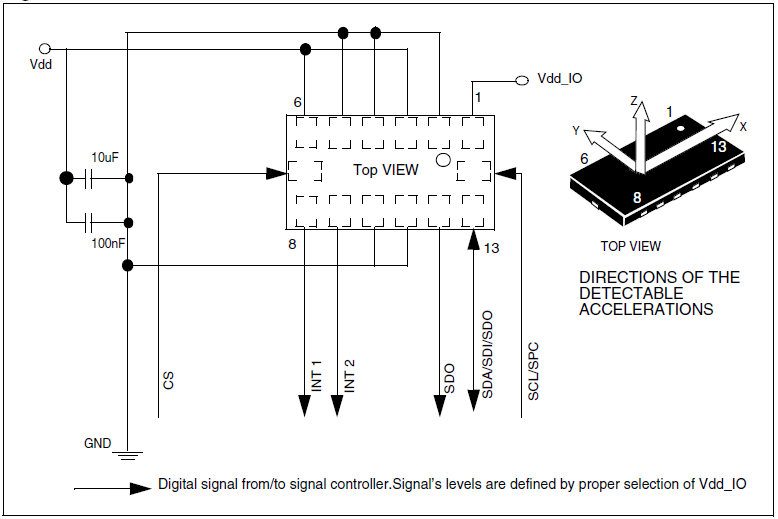 Vdd
Vdd_IO
6
1
Z
1
Y
X
10uF
Top VIEW
6
13
8
100nF
8
13
TOP VIEW
DIRECTIONS OF THE
DETECTABLE
ACCELERATIONS
CS
INT 1
INT 2
SDO
SDA/SDI/SDO
SCL/SPC
GND
Digital signal from/to signal controller.Signal's levels are defined by proper selection of Vdd_IO